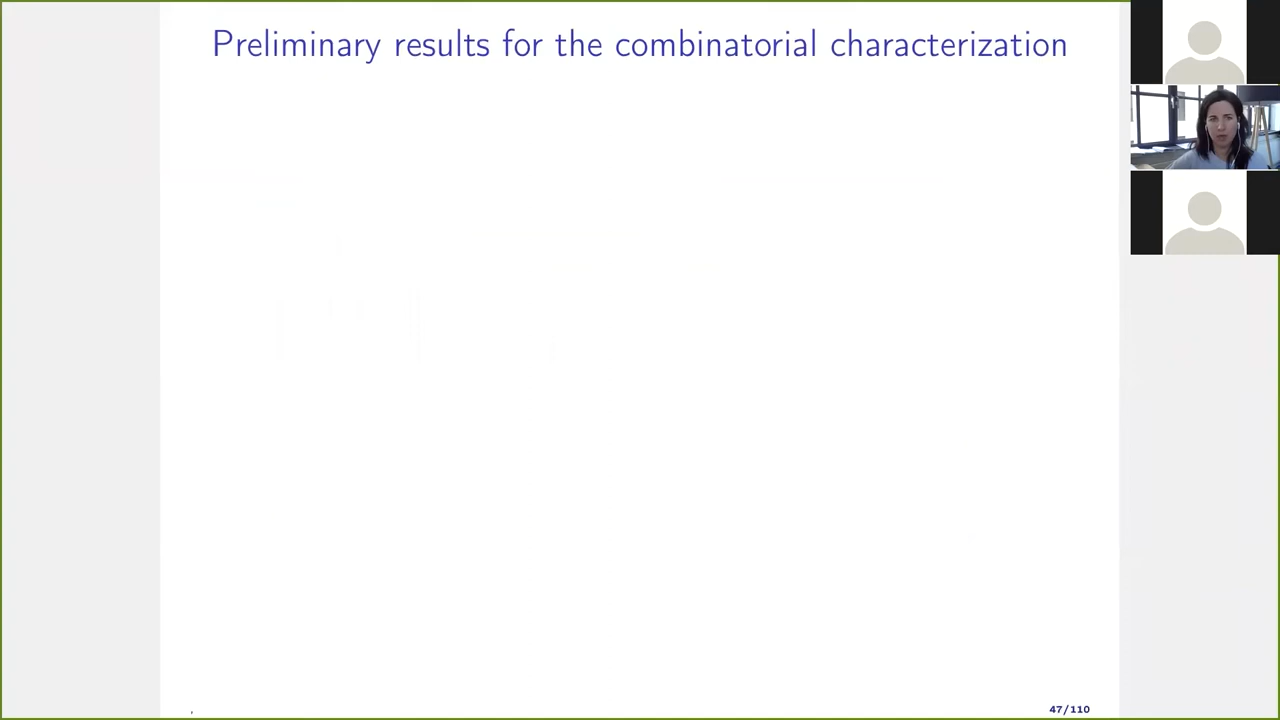 Preliminary results for the combinatorial characterization
,
47/110